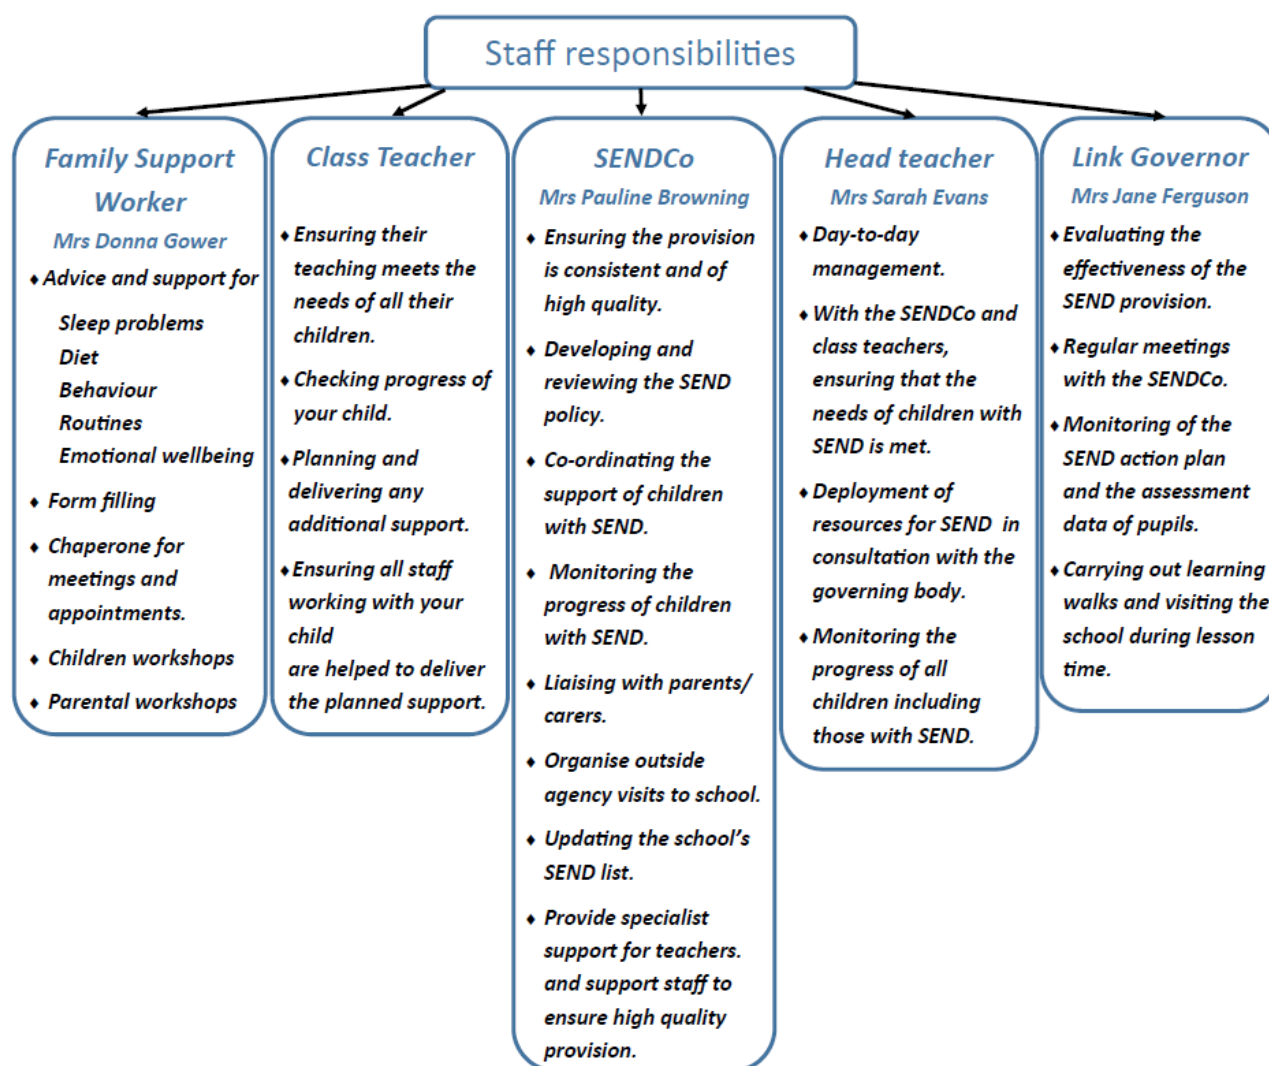 Staff responsibilities
Family Support
Worker
Mrs Donna Gower
♦ Advice and support for
Sleep problems
Diet
Behaviour
Routines
Emotional wellbeing
♦ Form filling
♦ Chaperone for
meetings and
appointments.
♦ Children workshops
♦ Parental workshops
Class Teacher
♦ Ensuring their
teaching meets the
needs of all their
children.
♦ Checking progress of
your child.
♦ Planning and
delivering any
additional support.
♦ Ensuring all staff
working with your
child
are helped to deliver
the planned support.
SENDCo
Mrs Pauline Browning
♦ Ensuring the provision
is consistent and of
high quality.
♦ Developing and
reviewing the SEND
policy.
♦ Co-ordinating the
support of children
with SEND.
♦ Monitoring the
progress of children
with SEND.
♦ Liaising with parents/
carers.
♦ Organise outside
agency visits to school.
♦ Updating the school's
SEND list.
♦ Provide specialist
support for teachers.
and support staff to
ensure high quality
provision.
Head teacher
Mrs Sarah Evans
♦ Day-to-day
management.
♦ With the SENDCo and
class teachers,
ensuring that the
needs of children with
SEND is met.
♦ Deployment of
resources for SEND in
consultation with the
governing body.
♦ Monitoring the
progress of all
children including
those with SEND.
Link Governor
Mrs Jane Ferguson
♦ Evaluating the
effectiveness of the
SEND provision.
♦ Regular meetings
with the SENDCo.
♦ Monitoring of the
SEND action plan
and the assessment
data of pupils.
♦ Carrying out learning
walks and visiting the
school during lesson
time.